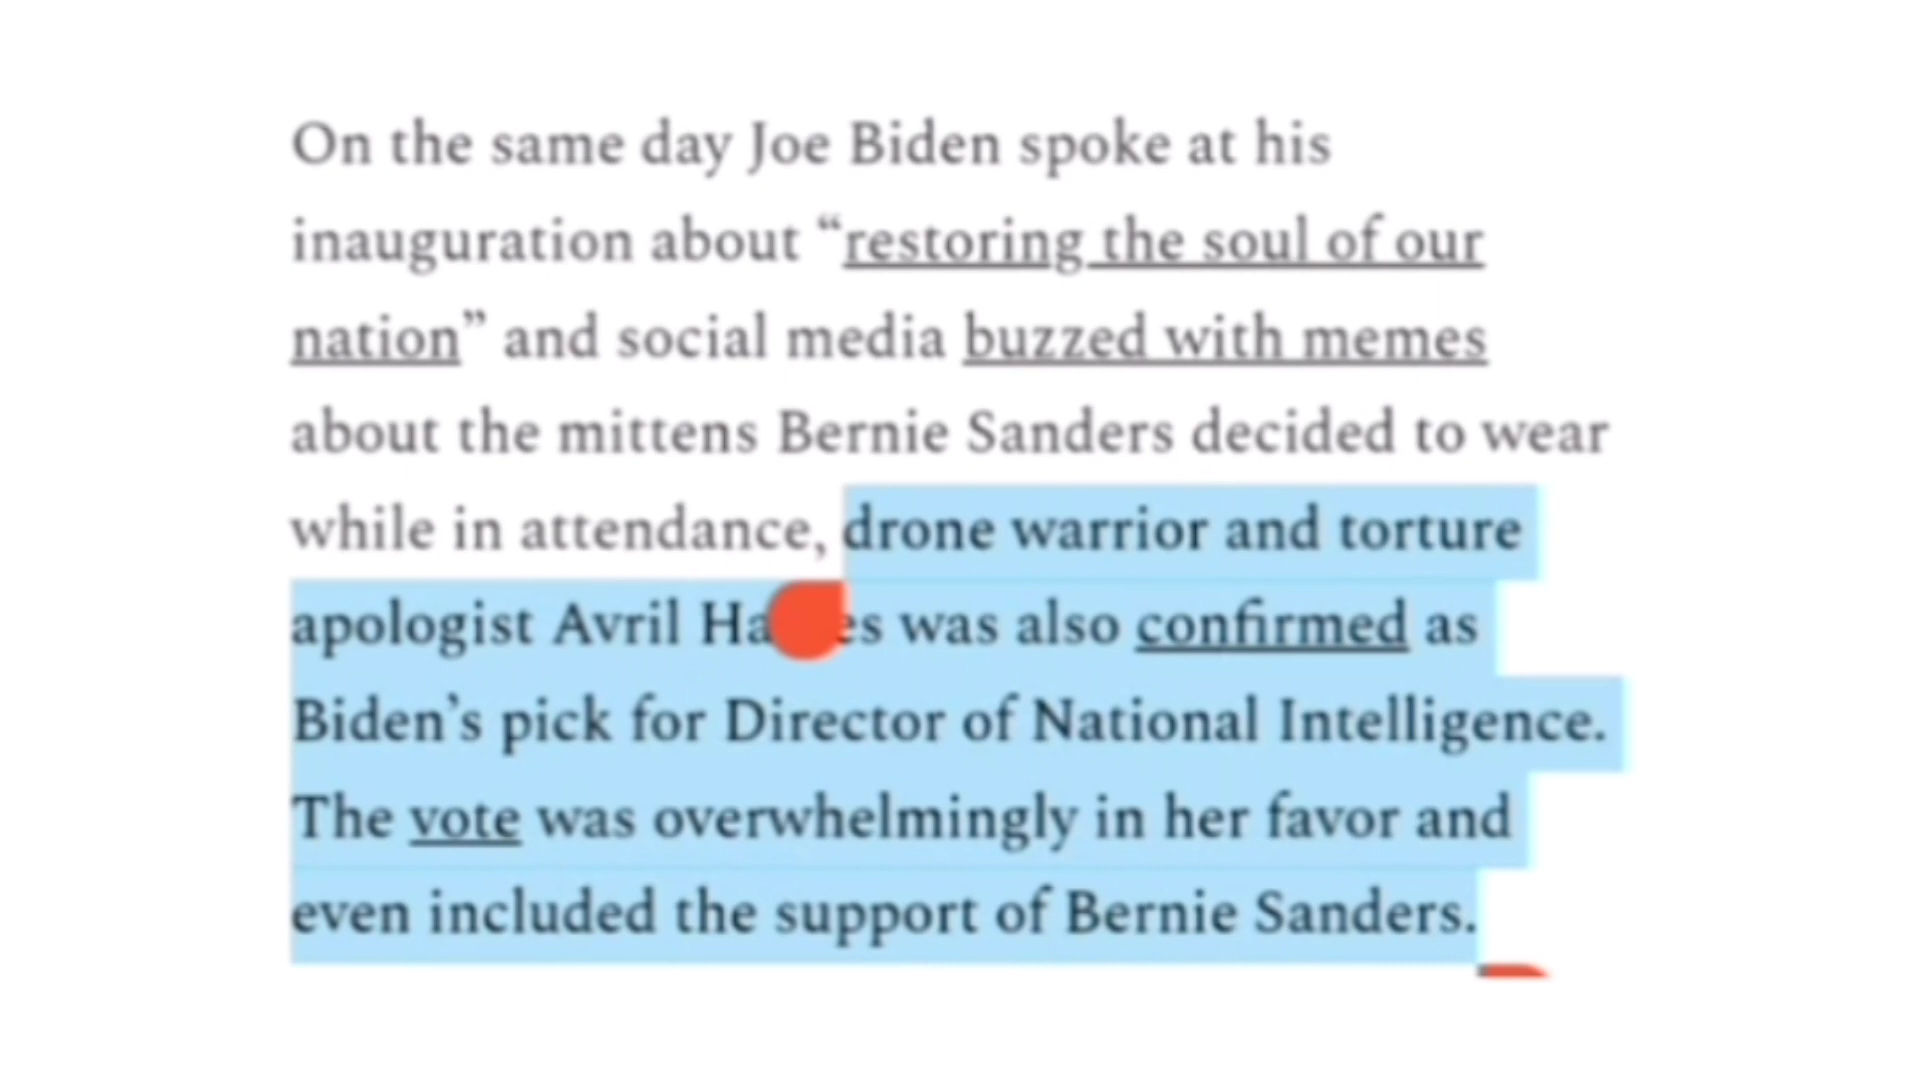 On the same day Joe Biden spoke at his
inauguration about “restoring the soul of our
nation” and social media buzzed with memes
about the mittens Bernie Sanders decided to wear
while in attendance, drone warrior and torture
apologist Avril was also confirmed as
Biden’s pick for Director of National Intelligence.
The vote was overwhelmingly in her favor and
even included the support of Bernie Sanders.